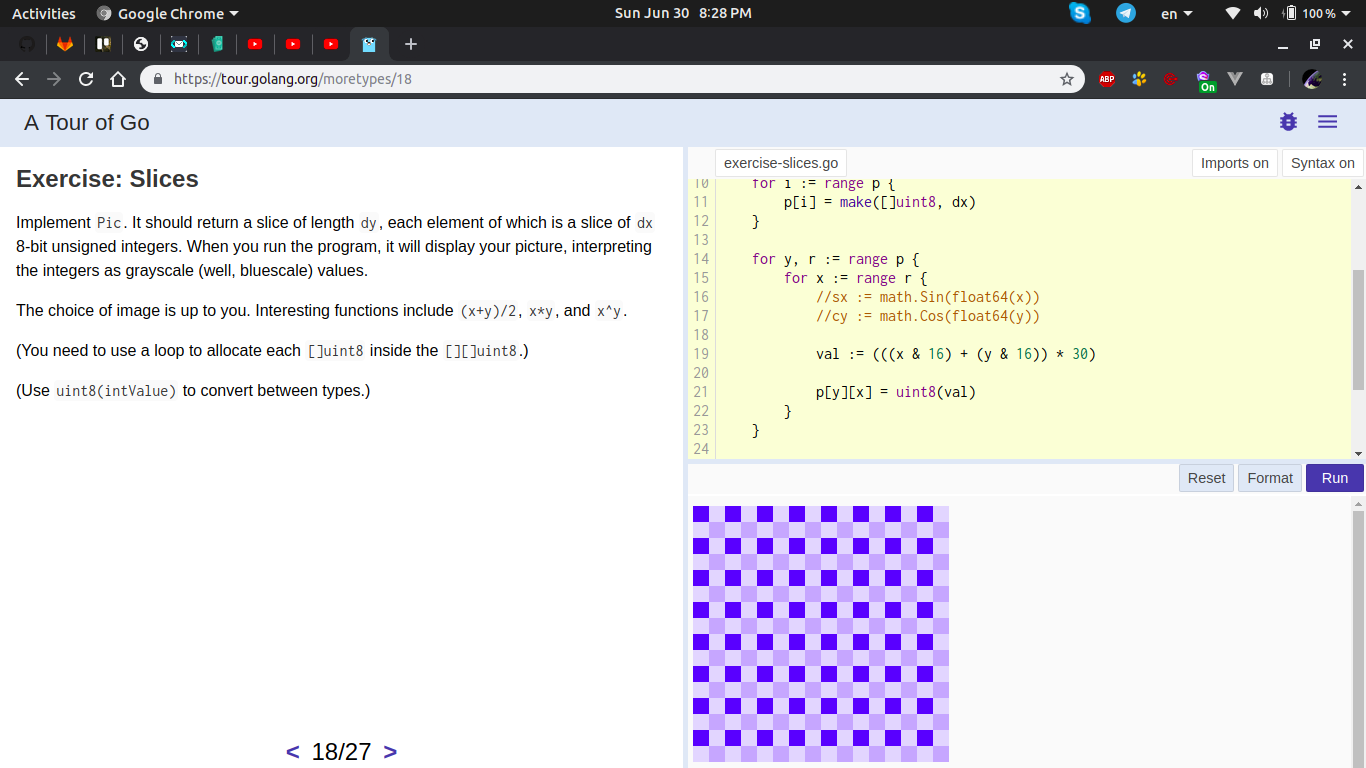 Activities Google Chrome Sun Jun 30 8:28 PM en 100 %
ABP On
https://tour.golang.org/moretypes/18
A Tour of Go
Exercise: Slices
Implement Pic. It should return a slice of length dy, each element of which is a slice of dx
8-bit unsigned integers. When you run the program, it will display your picture, interpreting
the integers as grayscale (well, bluescale) values.
The choice of image is up to you. Interesting functions include (x+y)/2, x*y, and x^y.
(You need to use a loop to allocate each []uint8 inside the [][]uint8.)
(Use uint8(intValue) to convert between types.)
< 18/27 >
exercise-slices.go Imports on Syntax on
10 for i := range p {
11 p[i] = make([]uint8, dx)
12 }
13
14 for y, r := range p {
15 for x := range r {
16 //sx := math.Sin(float64(x))
17 //cy := math.Cos(float64(y))
18
19 val := (((x & 16) + (y & 16)) * 30)
20
21 p[y][x] = uint8(val)
22 }
23 }
24
Reset Format Run